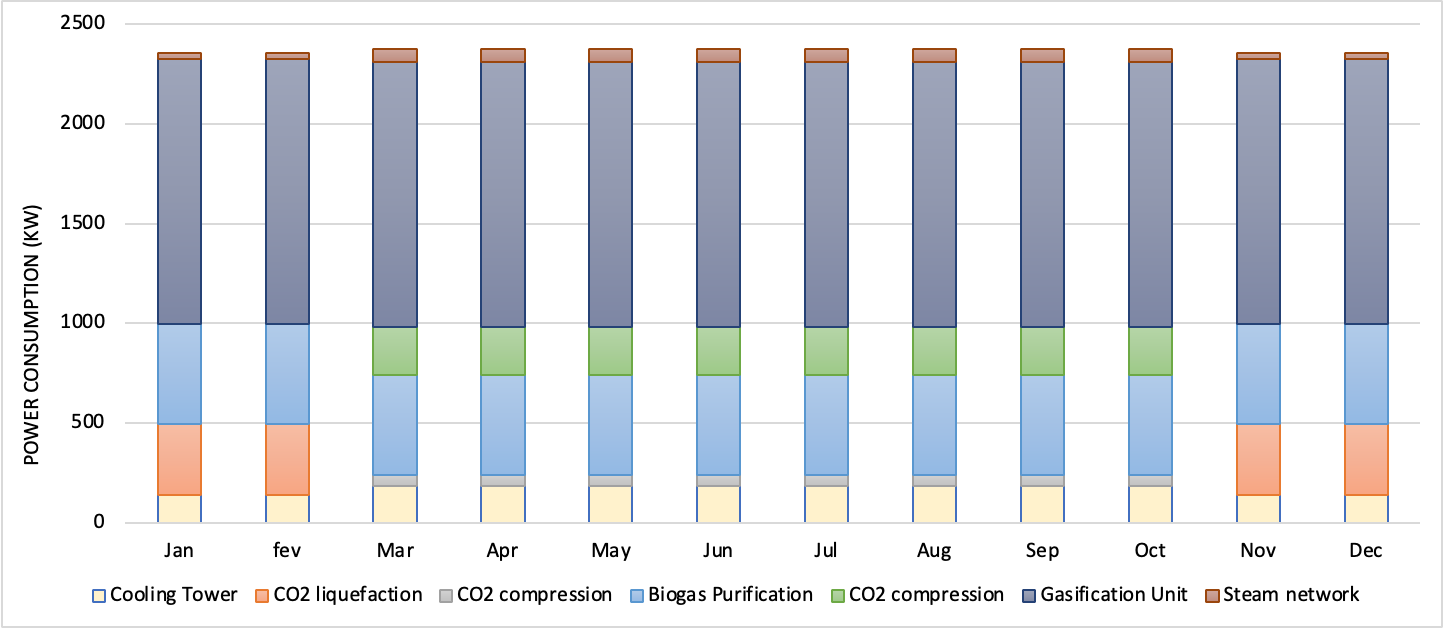 2500
2000
1500
1000
500
0
POWER CONSUMPTION (KW)
Jan fev Mar Apr May Jun Jul Aug Sep Oct Nov Dec
Cooling Tower CO2 liquefaction CO2 compression Biogas Purification CO2 compression Gasification Unit Steam network